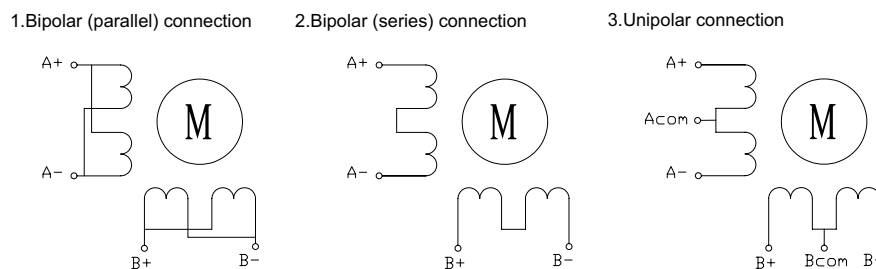 1.Bipolar (parallel) connection
2.Bipolar (series) connection
3.Unipolar connection
A+
A-
M
B+
B-
A+
A-
M
B+
B-
A+
Acom
A-
M
B+
Bcom